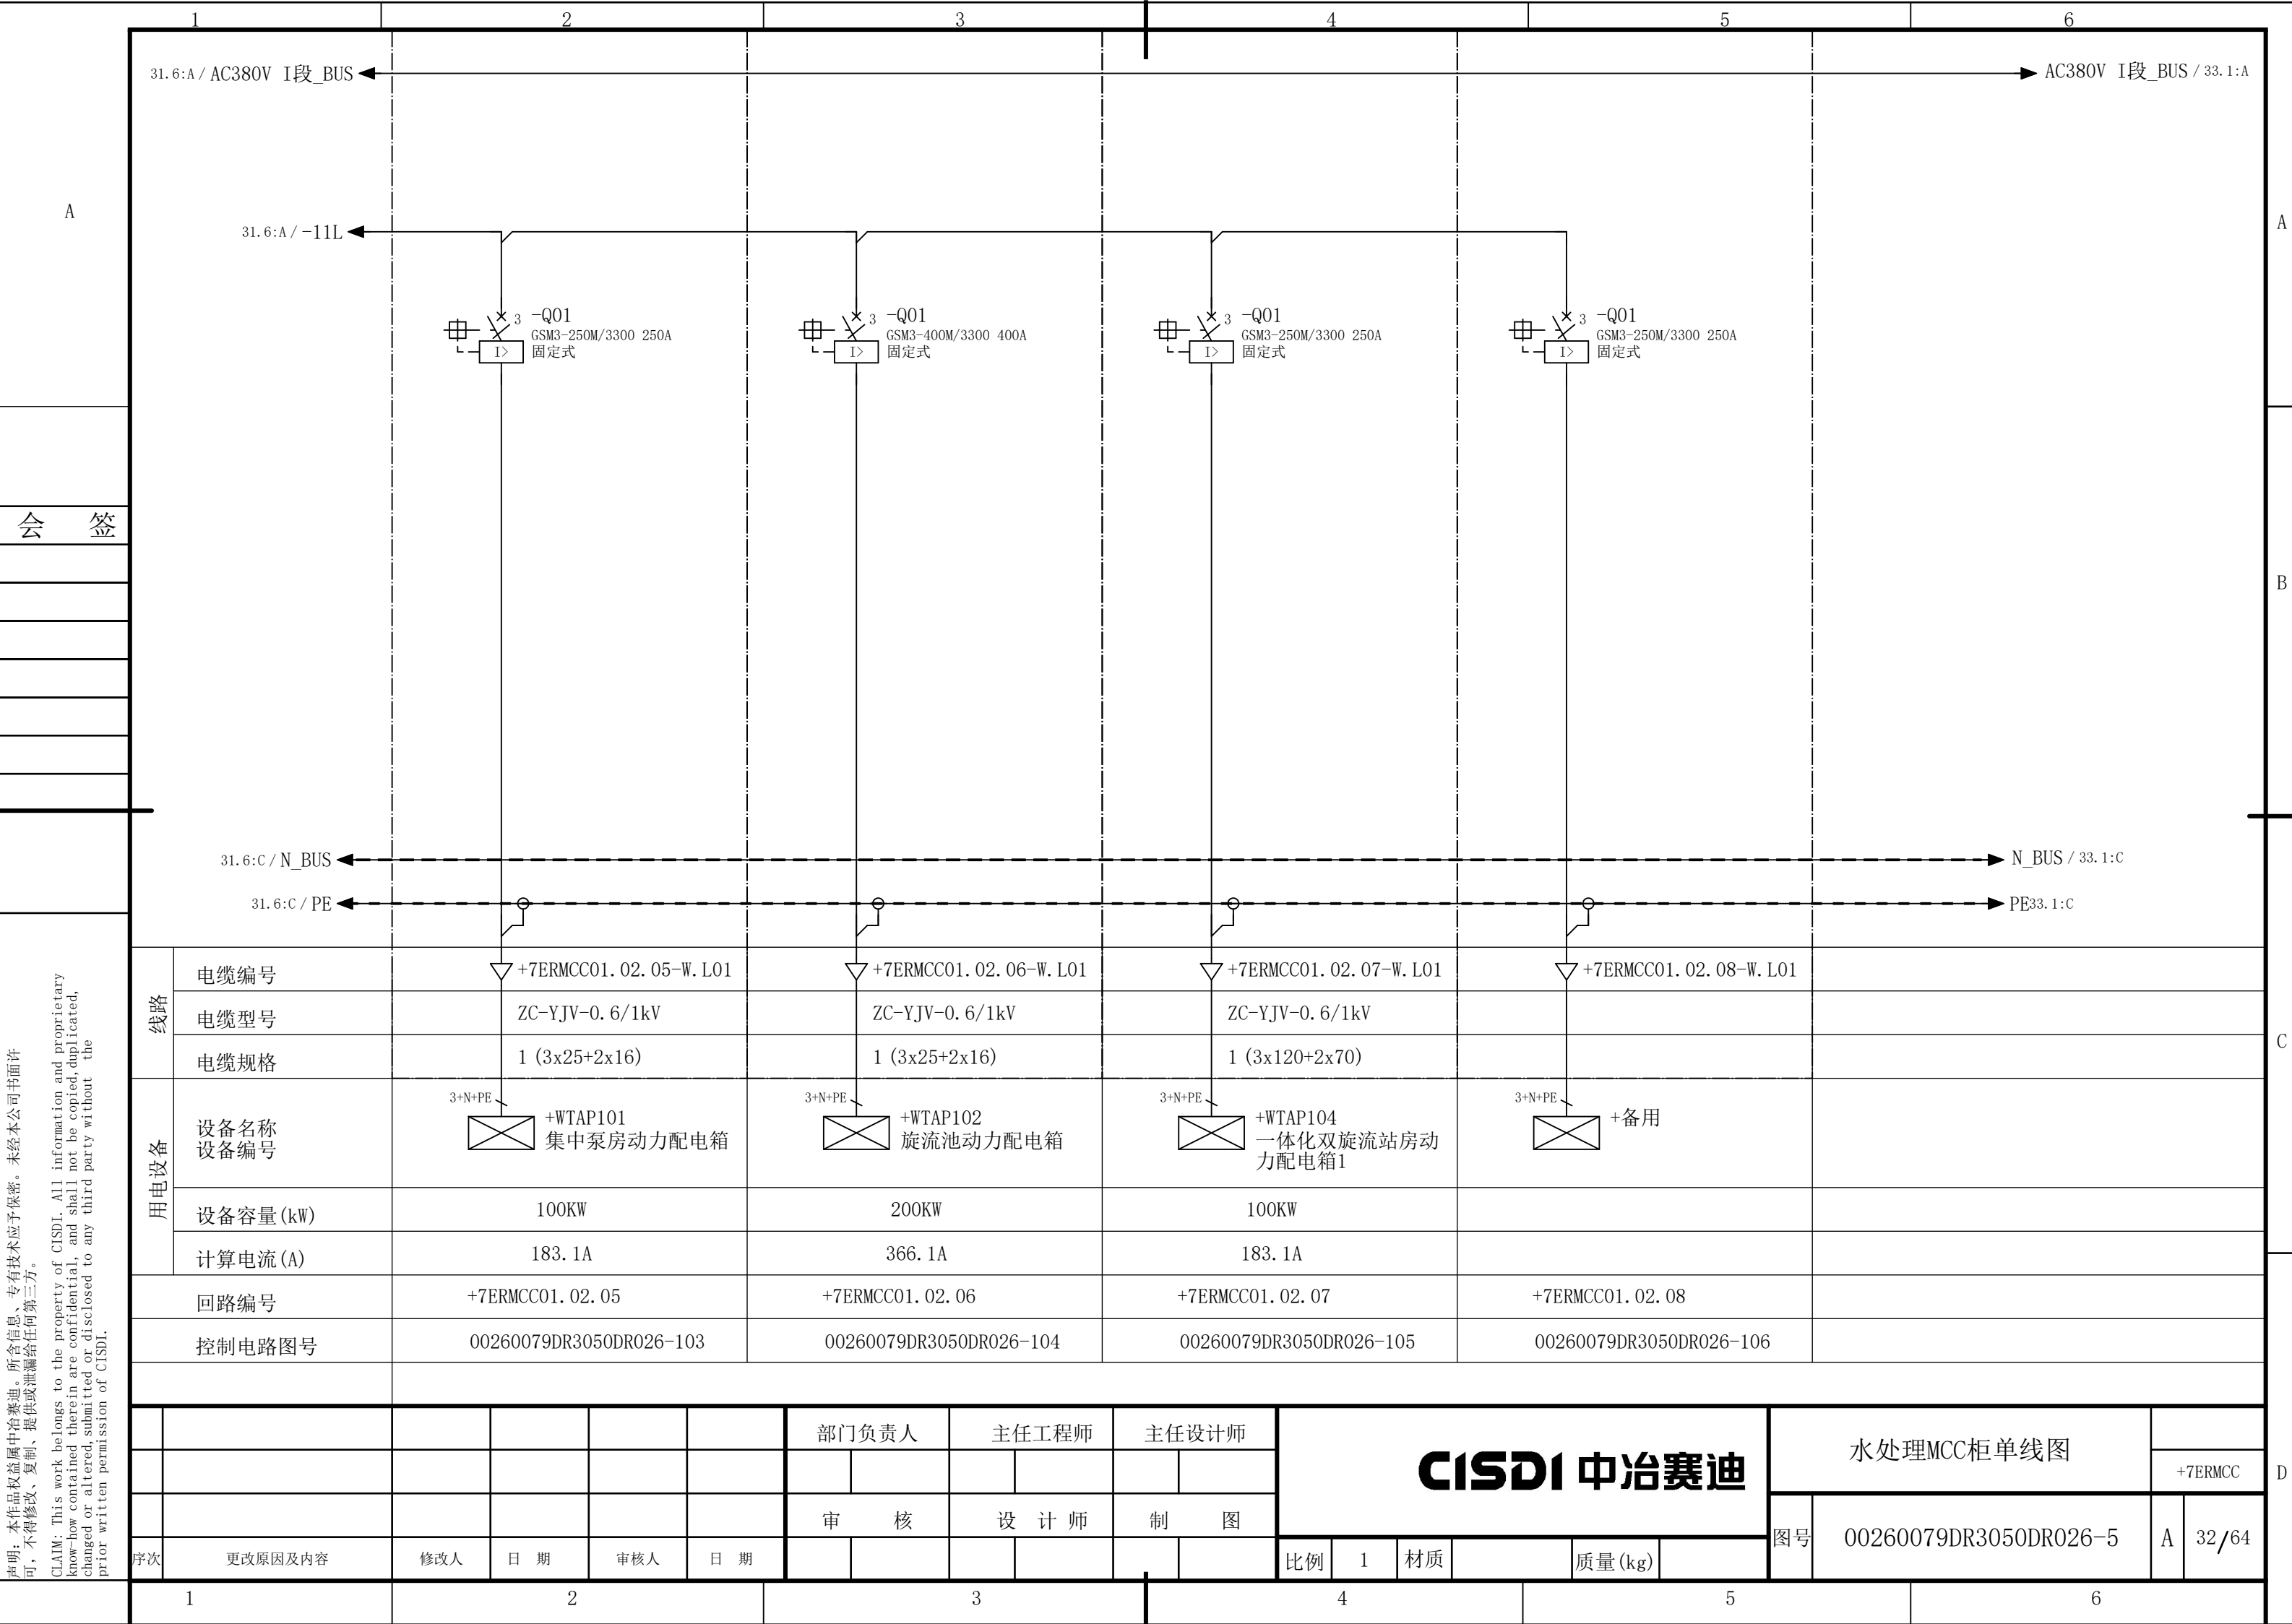 1 2 3 4 5 6
31.6:A / AC380V I段_BUS
AC380V I段_BUS / 33.1:A
A
A
31.6:A / -11L
3 -Q01
GSM3-250M/3300 250A
固定式
I>
3 -Q01
GSM3-400M/3300 400A
固定式
I>
3 -Q01
GSM3-250M/3300 250A
固定式
I>
3 -Q01
GSM3-250M/3300 250A
固定式
I>
会 签
B
31.6:C / N_BUS
N_BUS / 33.1:C
31.6:C / PE
PE33.1:C
线路
电缆编号 +7ERMCC01.02.05-W.L01 +7ERMCC01.02.06-W.L01 +7ERMCC01.02.07-W.L01 +7ERMCC01.02.08-W.L01
电缆型号 ZC-YJV-0.6/1kV ZC-YJV-0.6/1kV ZC-YJV-0.6/1kV
电缆规格 1 (3x25+2x16) 1 (3x25+2x16) 1 (3x120+2x70)
C
用电设备
设备名称
设备编号
3+N+PE
+WTAP101
集中泵房动力配电箱
3+N+PE
+WTAP102
旋流池动力配电箱
3+N+PE
+WTAP104
一体化双旋流站房动
力配电箱1
3+N+PE
+备用
设备容量(kW) 100KW 200KW 100KW
计算电流(A) 183.1A 366.1A 183.1A
回路编号 +7ERMCC01.02.05 +7ERMCC01.02.06 +7ERMCC01.02.07 +7ERMCC01.02.08
控制电路图号 00260079DR3050DR026-103 00260079DR3050DR026-104 00260079DR3050DR026-105 00260079DR3050DR026-106
声明: 本作品权益属中冶赛迪。所含信息、专有技术应予保密。未经本公司书面许
可, 不得修改、复制、提供或泄漏给任何第三方。
CLAIM: This work belongs to the property of CISDI. All information and proprietary
know-how contained therein are confidential, and shall not be copied,duplicated,
changed or altered,submitted or disclosed to any third party without the
prior written permission of CISDI.
部门负责人 主任工程师 主任设计师
审 核 设 计 师 制 图
序次 更改原因及内容 修改人 日 期 审核人 日 期
CISDI 中冶赛迪
比例 1 材质 质量(kg)
水处理MCC柜单线图
+7ERMCC
D
图号 00260079DR3050DR026-5 A 32/64
1 2 3 4 5 6